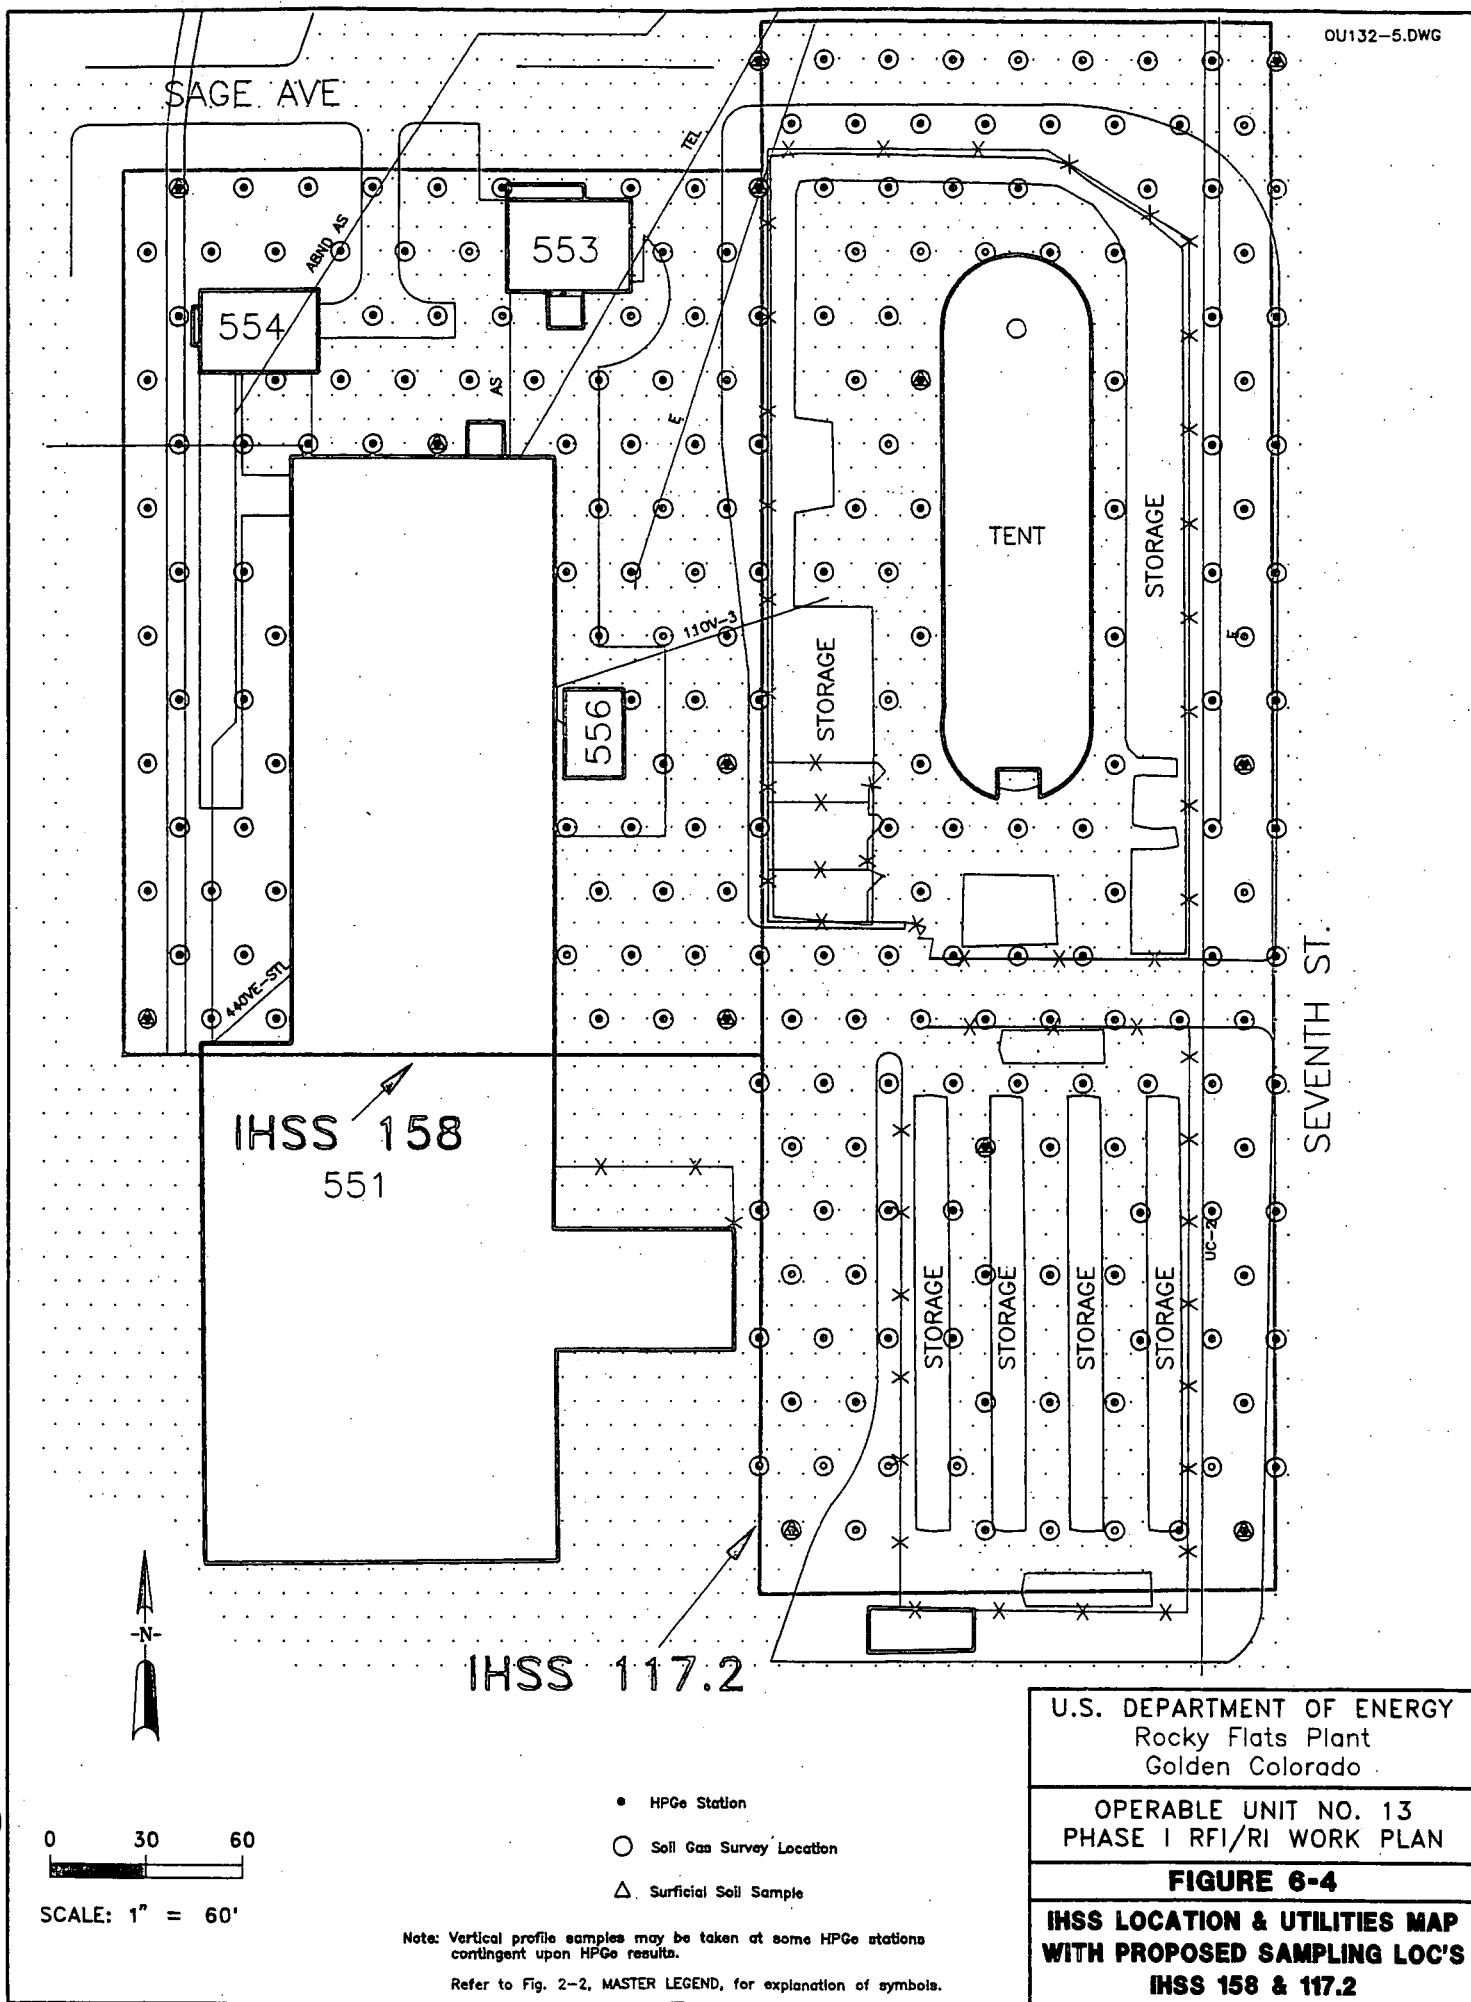 OU132-5.DWG
SAGE AVE
TEL
ABND AS
553
554
AS
E
TENT
STORAGE
110V-3
E
STORAGE
556
440VE-STL
SEVENTH ST.
IHSS 158
551
UC-2
STORAGE
STORAGE
STORAGE
STORAGE
IHSS 117.2
-N-
U.S. DEPARTMENT OF ENERGY
Rocky Flats Plant
Golden Colorado
HPGe Station
Soil Gas Survey Location
Surficial Soil Sample
OPERABLE UNIT NO. 13
PHASE I RFI/RI WORK PLAN
0 30 60
SCALE: 1" = 60'
FIGURE 6-4
Note: Vertical profile samples may be taken at some HPGe stations
contingent upon HPGe results.
Refer to Fig. 2-2, MASTER LEGEND, for explanation of symbols.
IHSS LOCATION & UTILITIES MAP
WITH PROPOSED SAMPLING LOC'S
IHSS 158 & 117.2